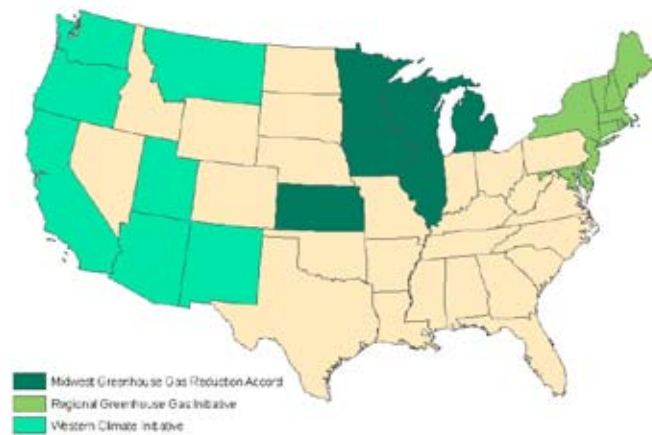 Midwest Greenhouse Gas Reduction Accord
Regional Greenhouse Gas Initiative
Western Climate Initiative